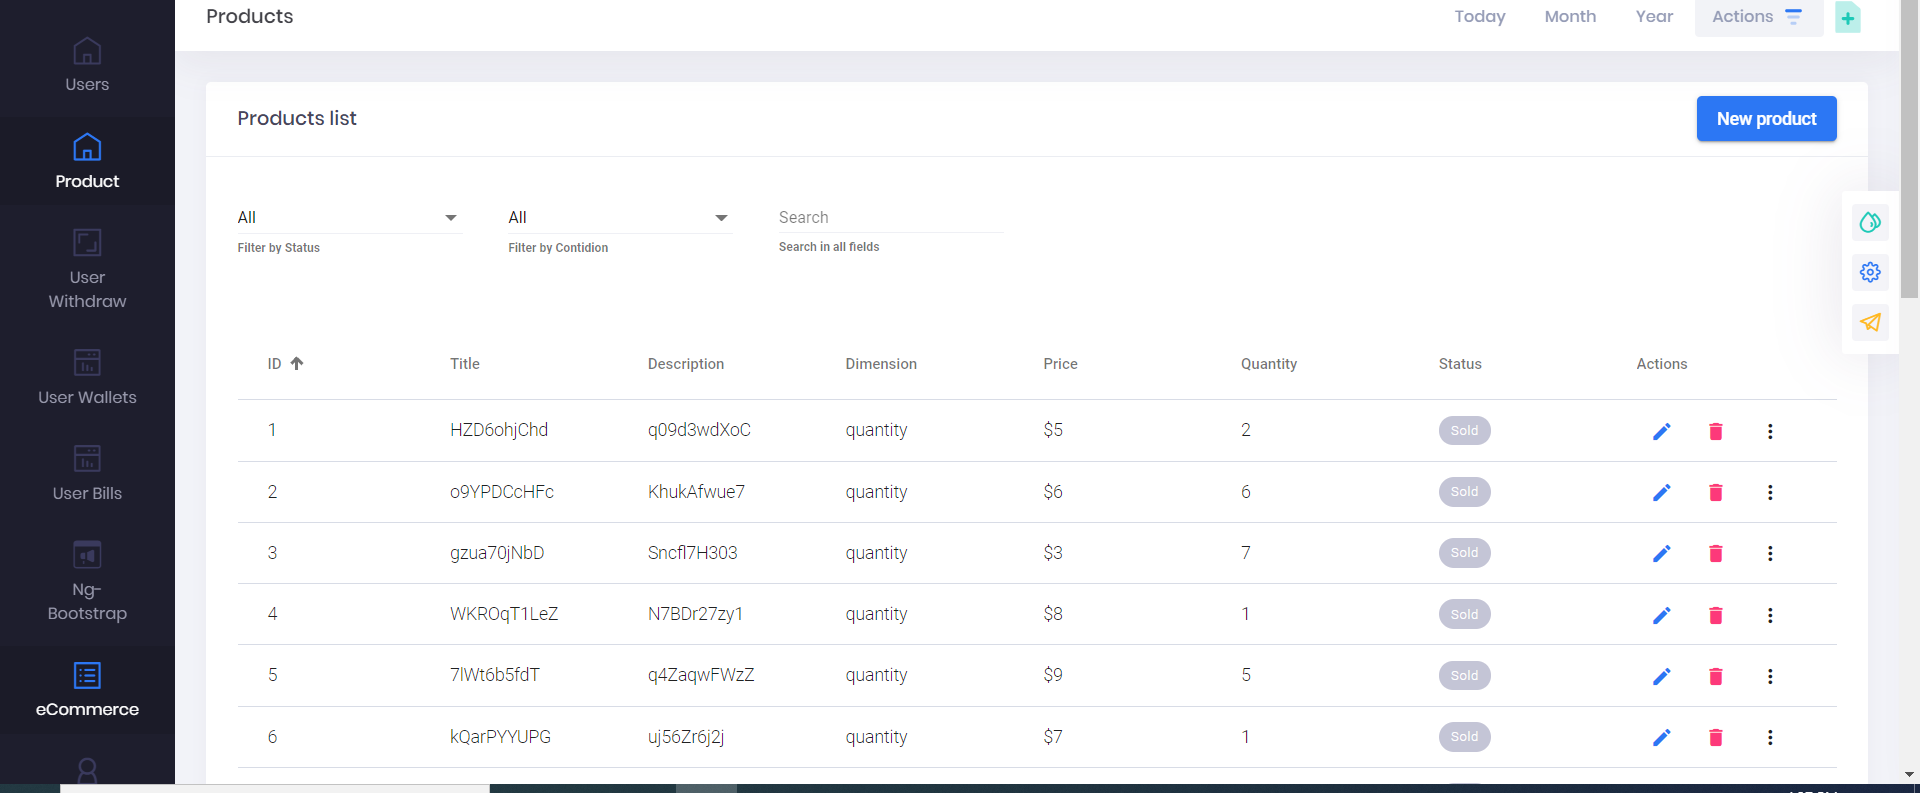 Products
Today Month Year Actions
Users
Product
User
Withdraw
User Wallets
User Bills
Ng-
Bootstrap
eCommerce
Products list
New product
All All Search
Filter by Status Filter by Contidion Search in all fields
ID Title Description Dimension Price Quantity Status Actions
1 HZD6ohjChd q09d3wdXoC quantity $5 2 Sold
2 o9YPDCcHFc KhukAfwue7 quantity $6 6 Sold
3 gzua70jNbD Sncfl7H303 quantity $3 7 Sold
4 WKROqT1LeZ N7BDr27zy1 quantity $8 1 Sold
5 7lWt6b5fdT q4ZaqwFWzZ quantity $9 5 Sold
6 kQarPYYUPG uj56Zr6j2j quantity $7 1 Sold